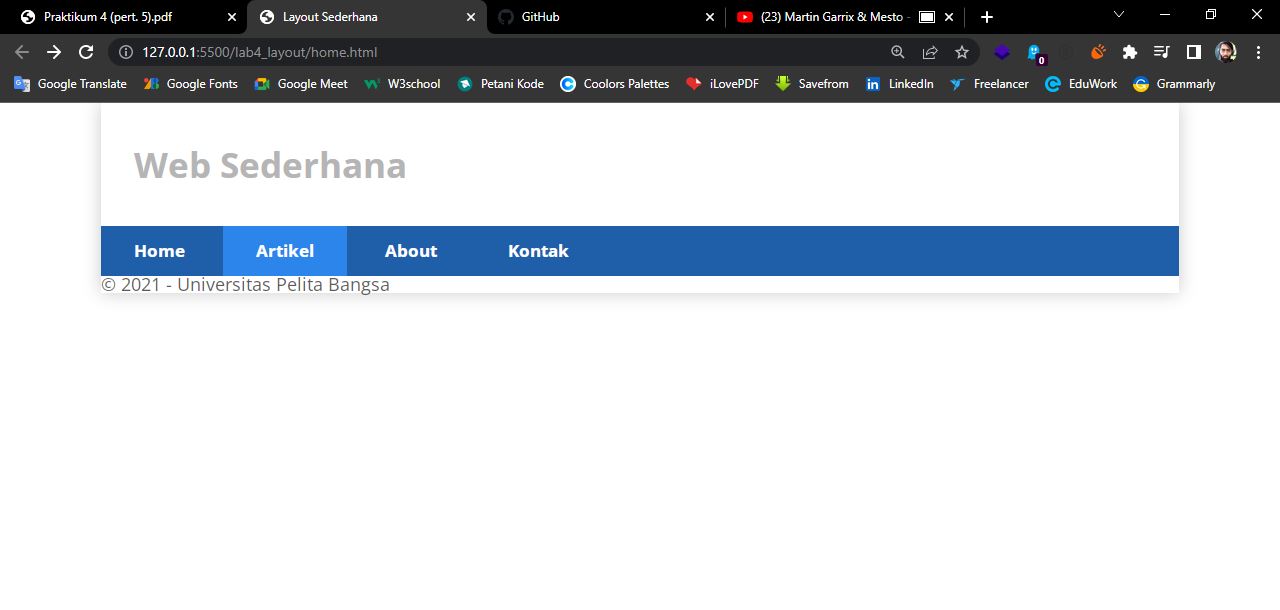 Praktikum 4 (pert. 5).pdf
Layout Sederhana
GitHub
(23) Martin Garrix & Mesto -
127.0.0.1:5500/lab4_layout/home.html
0
Google Translate
Google Fonts
Google Meet
W3school
Petani Kode
Coolors Palettes
iLovePDF
Savefrom
LinkedIn
Freelancer
EduWork
Grammarly
Web Sederhana
Home Artikel About Kontak
© 2021 - Universitas Pelita Bangsa